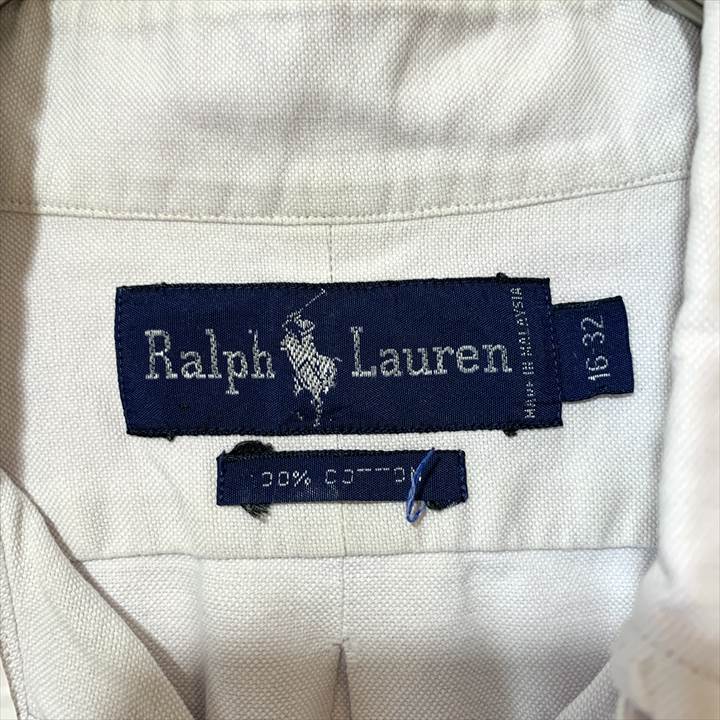 Ralph Lauren
MADE IN MALAYSIA
16-32
100% COTTON